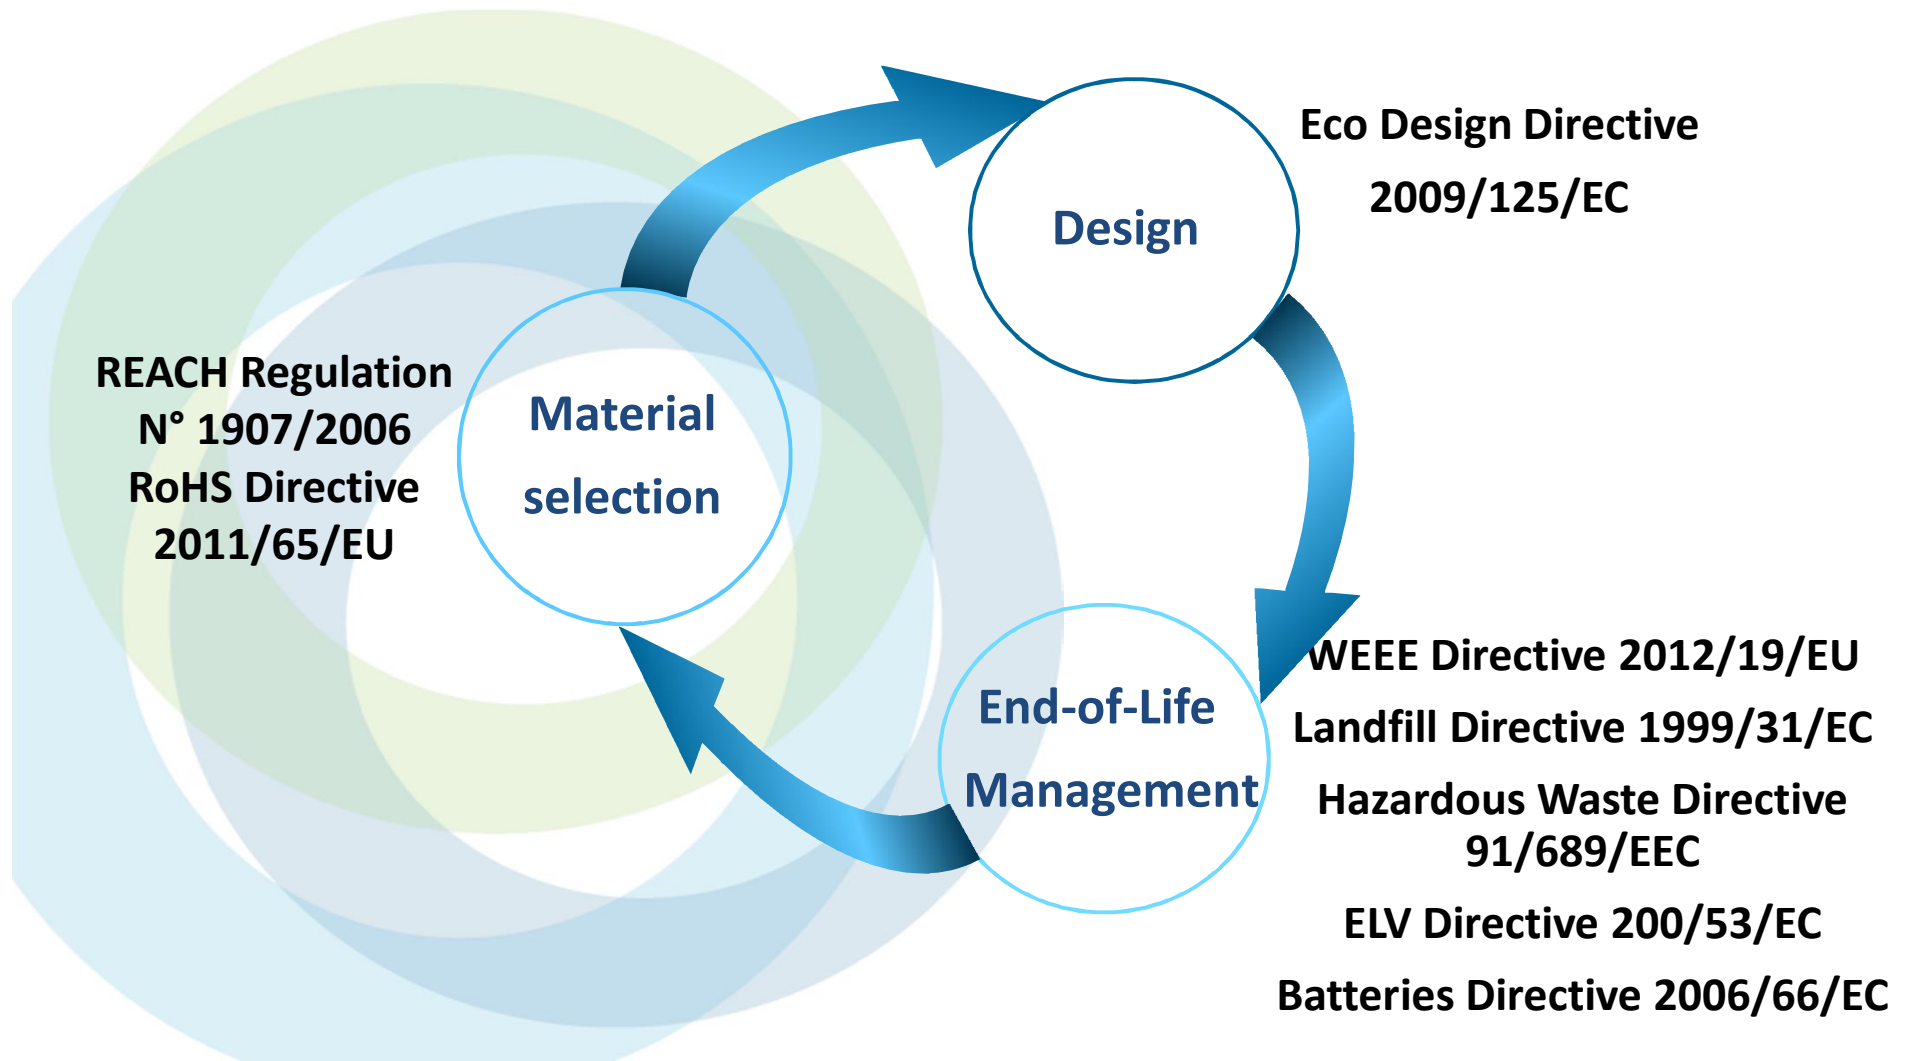 Eco Design Directive
2009/125/EC
Design
REACH Regulation
N° 1907/2006
RoHS Directive
2011/65/EU
Material
selection
End-of-Life
Management
WEEE Directive 2012/19/EU
Landfill Directive 1999/31/EC
Hazardous Waste Directive
91/689/EEC
ELV Directive 200/53/EC
Batteries Directive 2006/66/EC